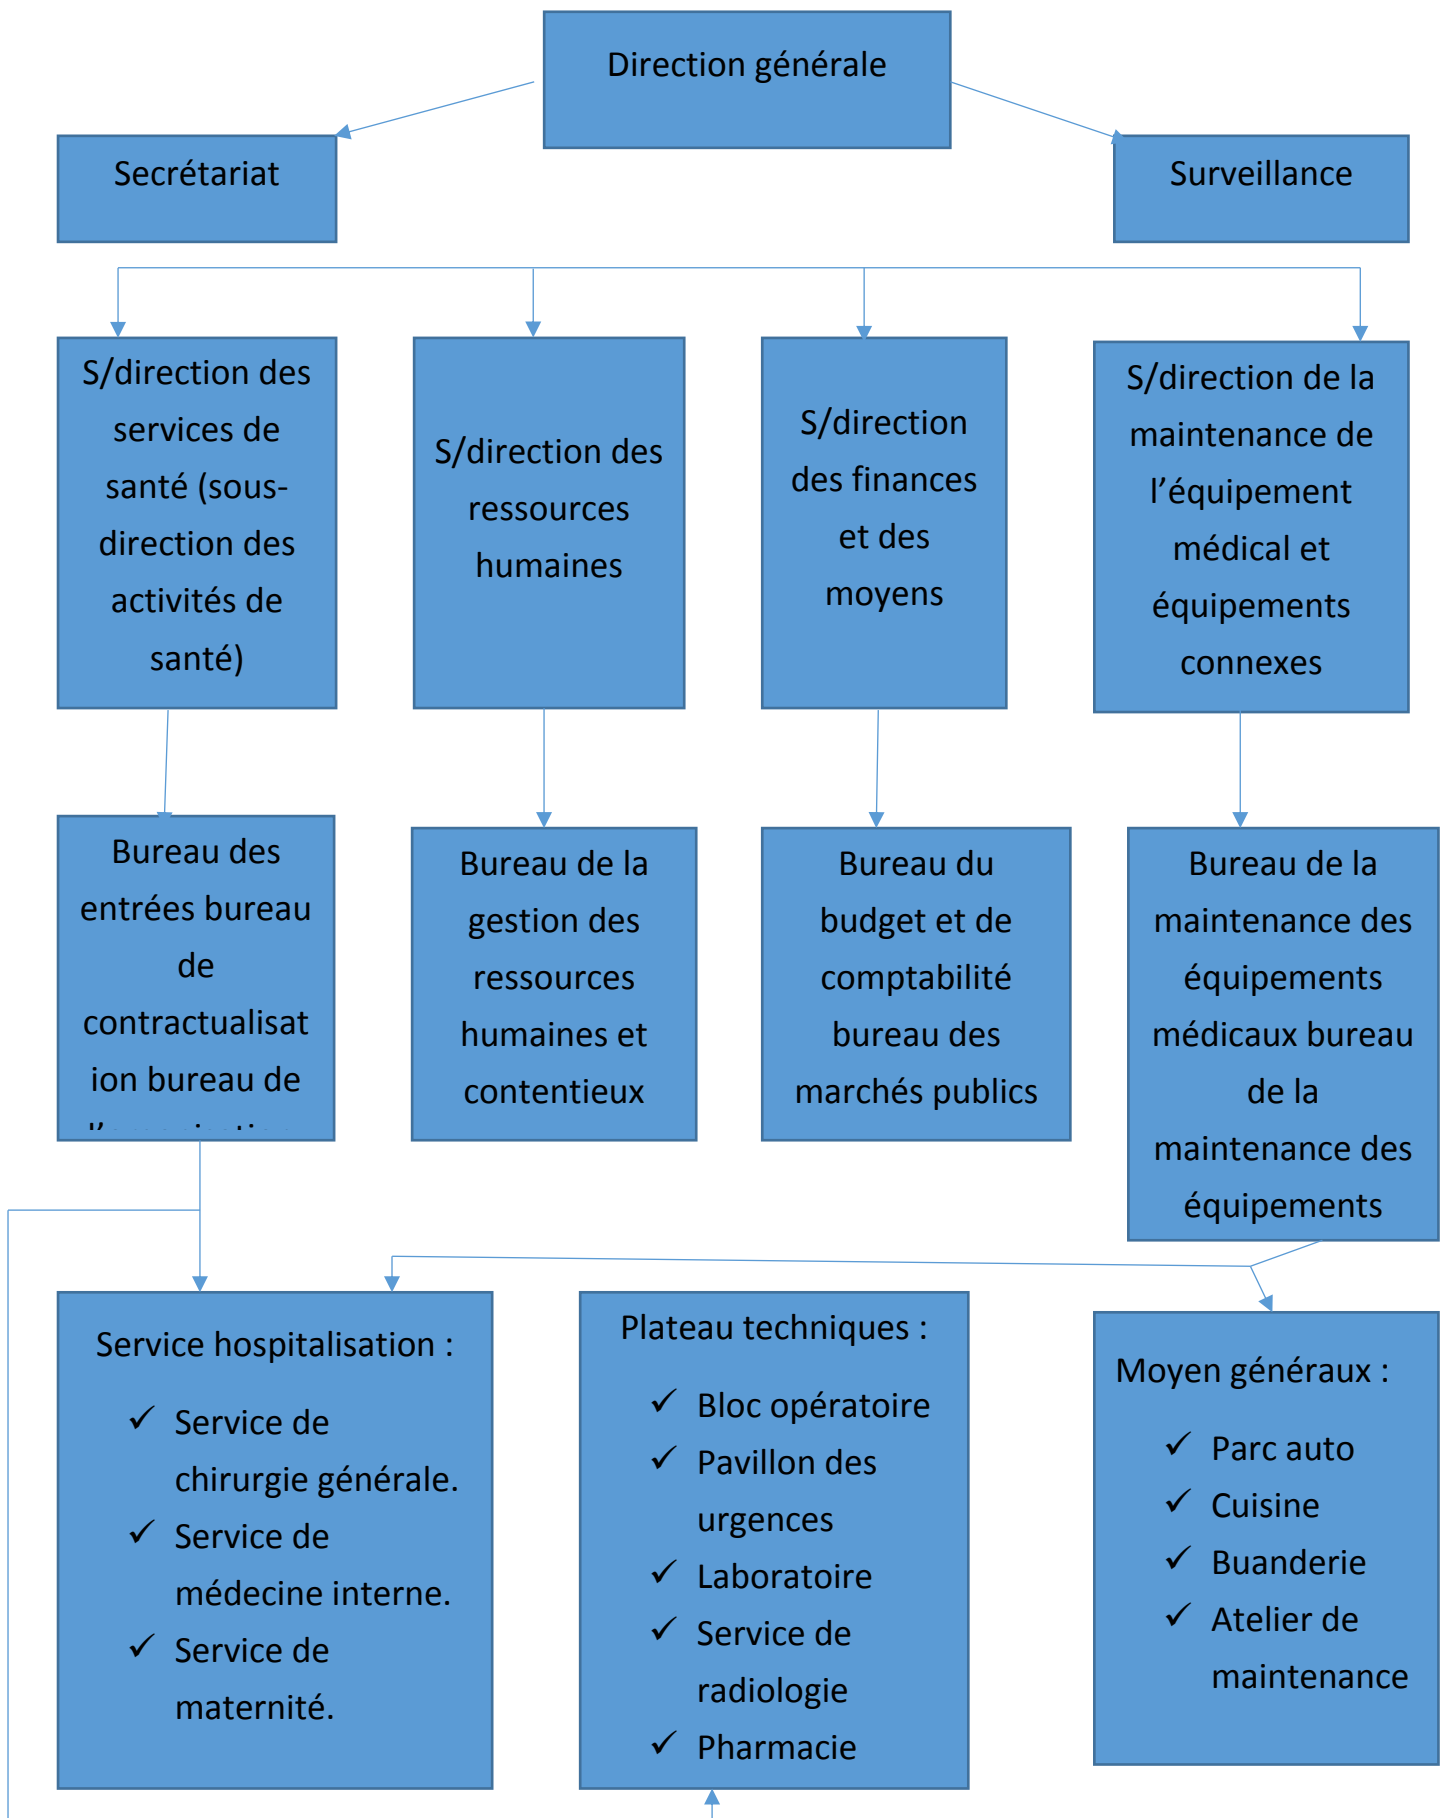 Direction générale
Secrétariat
Surveillance
S/direction des
services de
santé (sous-
direction des
activités de
santé)
S/direction des
ressources
humaines
S/direction
des finances
et des
moyens
S/direction de la
maintenance de
l’équipement
médical et
équipements
connexes
Bureau des
entrées bureau
de
contractualisat
ion bureau de
Bureau de la
gestion des
ressources
humaines et
contentieux
Bureau du
budget et de
comptabilité
bureau des
marchés publics
Bureau de la
maintenance des
équipements
médicaux bureau
de la
maintenance des
équipements
Service hospitalisation :
✓ Service de
chirurgie générale.
✓ Service de
médecine interne.
✓ Service de
maternité.
Plateau techniques :
✓ Bloc opératoire
✓ Pavillon des
urgences
✓ Laboratoire
✓ Service de
radiologie
✓ Pharmacie
Moyen généraux :
✓ Parc auto
✓ Cuisine
✓ Buanderie
✓ Atelier de
maintenance